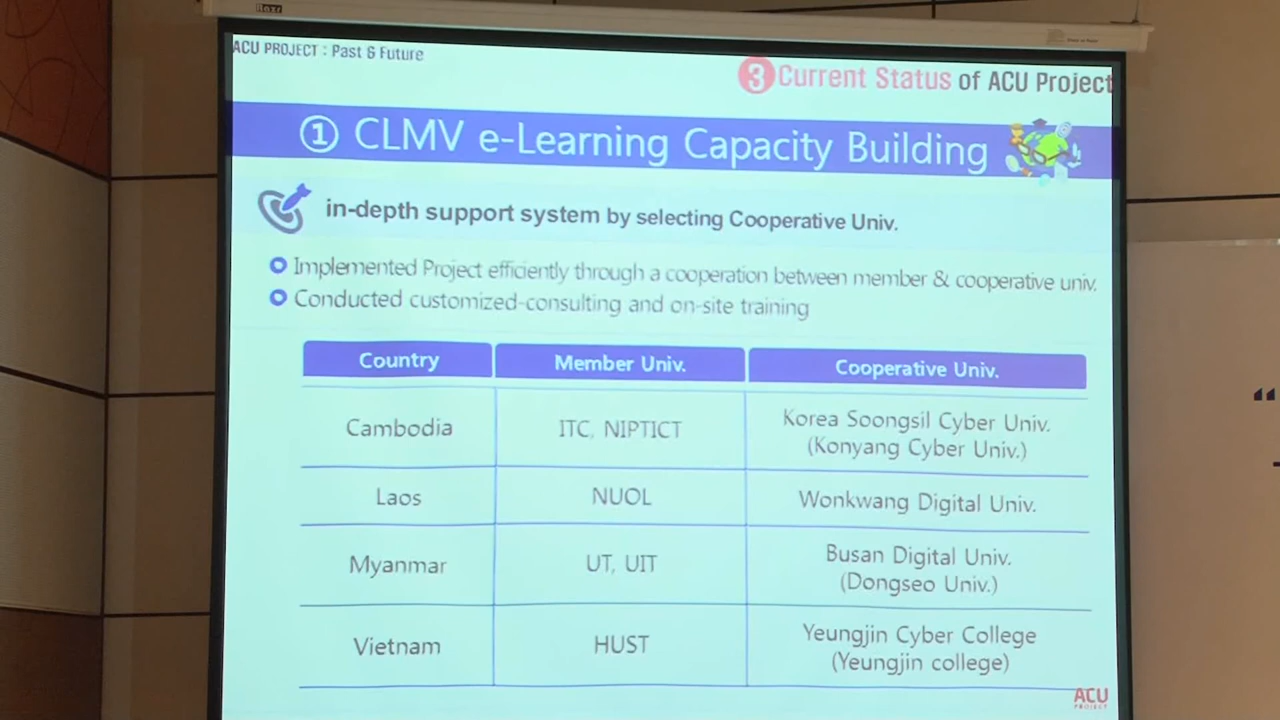 ACU PROJECT : Past & Future
3 Current Status of ACU Project
① CLMV e-Learning Capacity Building
in-depth support system by selecting Cooperative Univ.
Implemented Project efficiently through a cooperation between member & cooperative univ.
Conducted customized-consulting and on-site training
Country Member Univ. Cooperative Univ.
Cambodia ITC, NIPTICT Korea Soongsil Cyber Univ.
(Konyang Cyber Univ.)
Laos NUOL Wonkwang Digital Univ.
Myanmar UT, UIT Busan Digital Univ.
(Dongseo Univ.)
Vietnam HUST Yeungjin Cyber College
(Yeungjin college)
ACU
PROJECT